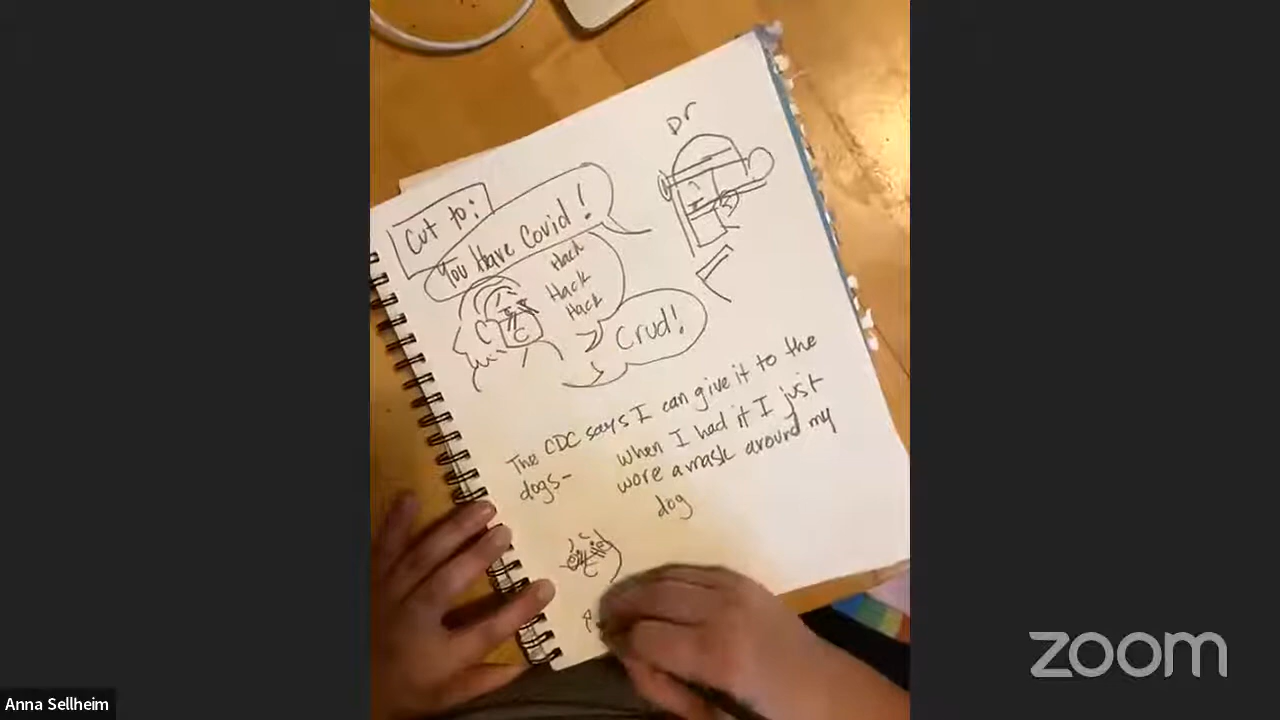 Dr
Cut to:
You Have Covid!
Hack
Hack
Hack
Crud!
The CDC says I can give it to the
dogs-
when I had it I just
wore a mask around my
dog
zoom
Anna Sellheim